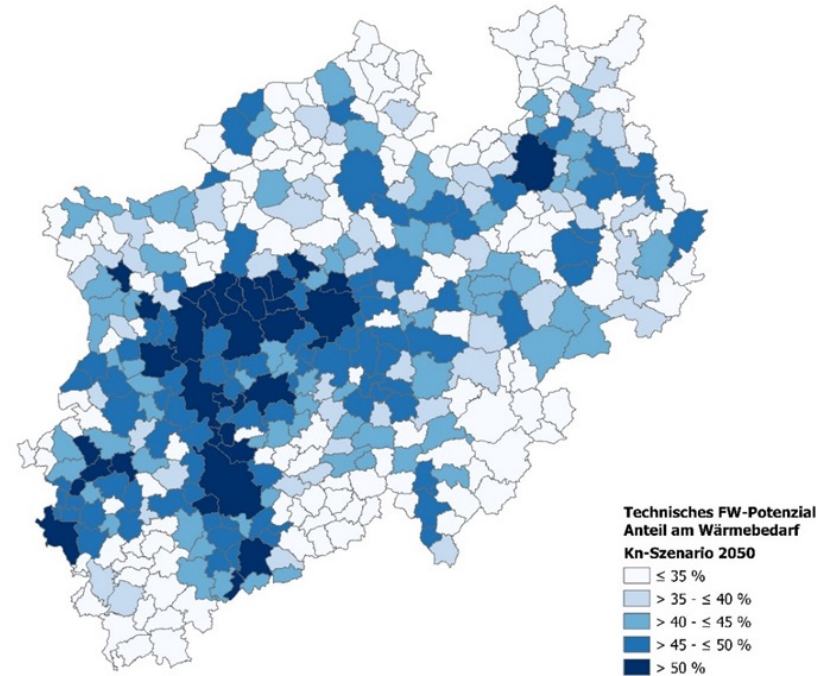 Technisches FW-Potenzial
Anteil am Wärmebedarf
Kn-Szenario 2050
≤ 35 %
> 35 - ≤ 40 %
> 40 - ≤ 45 %
> 45 - ≤ 50 %
> 50 %